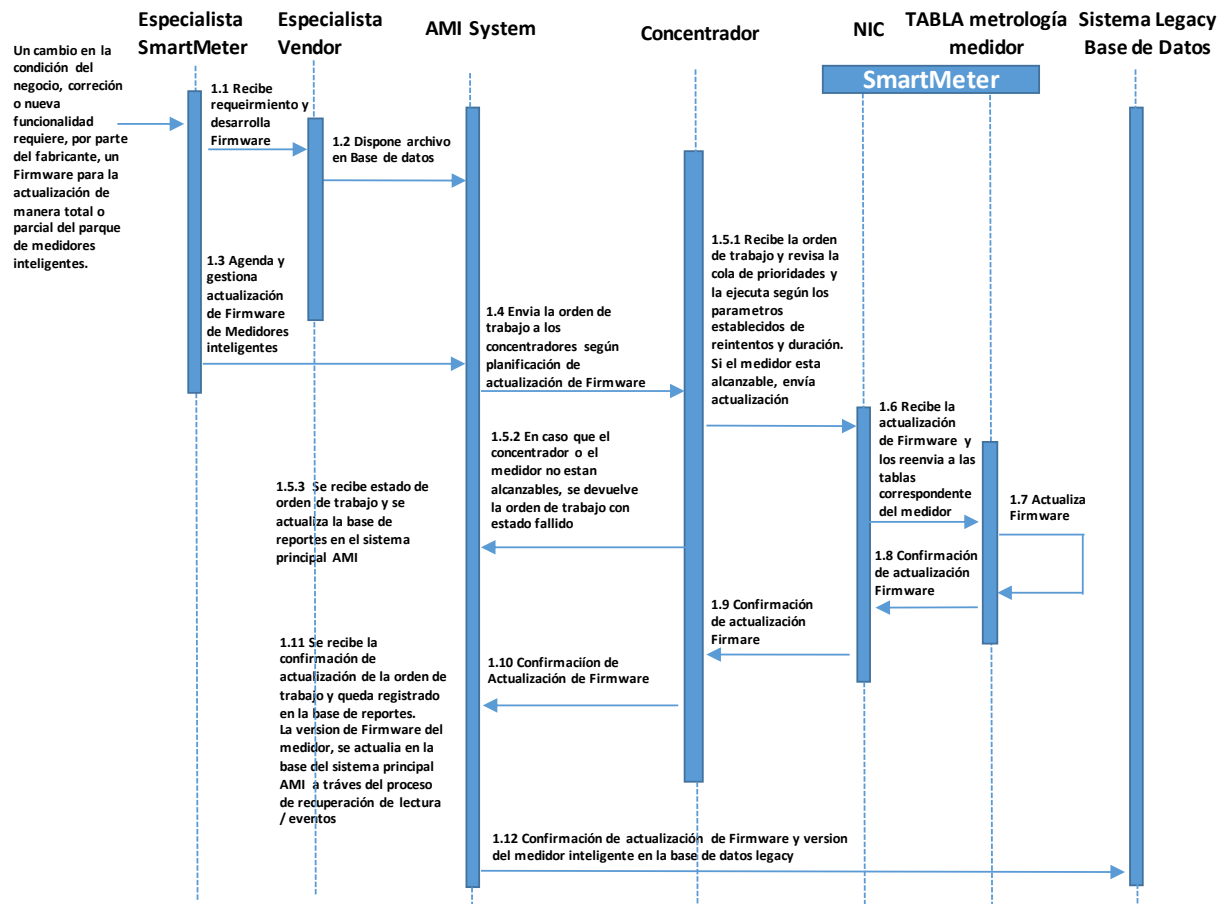 Especialista
SmartMeter
Especialista
Vendor
AMI System
Concentrador
NIC
TABLA metrología
medidor
Sistema Legacy
Base de Datos
SmartMeter
Un cambio en la
condición del
negocio, correción
o nueva
funcionalidad
requiere, por parte
del fabricante, un
Firmware para la
actualización de
manera total o
parcial del parque
de medidores
inteligentes.
1.1 Recibe
requeirmiento y
desarrolla
Firmware
1.2 Dispone archivo
en Base de datos
1.3 Agenda y
gestiona
actualización
de Firmware
de Medidores
inteligentes
1.4 Envia la orden de
trabajo a los
concentradores según
planificación de
actualización de Firmware
1.5.1 Recibe la orden
de trabajo y revisa la
cola de prioridades y
la ejecuta según los
parametros
establecidos de
reintentos y duración.
Si el medidor esta
alcanzable, envía
actualización
1.5.2 En caso que el
concentrador o el
medidor no estan
alcanzables, se devuelve
la orden de trabajo con
estado fallido
1.5.3 Se recibe estado de
orden de trabajo y se
actualiza la base de
reportes en el sistema
principal AMI
1.6 Recibe la
actualización
de Firmware y
los reenvia a las
tablas
correspondente
del medidor
1.7 Actualiza
Firmware
1.8 Confirmación
de actualización
Firmware
1.9 Confirmación
de actualización
Firmare
1.10 Confirmaciíon de
Actualización de Firmware
1.11 Se recibe la
confirmación de
actualización de la orden de
trabajo y queda registrado
en la base de reportes.
La version de Firmware del
medidor, se actualia en la
base del sistema principal
AMI a tráves del proceso
de recuperación de lectura
/ eventos
1.12 Confirmación de actualización de Firmware y version
del medidor inteligente en la base de datos legacy